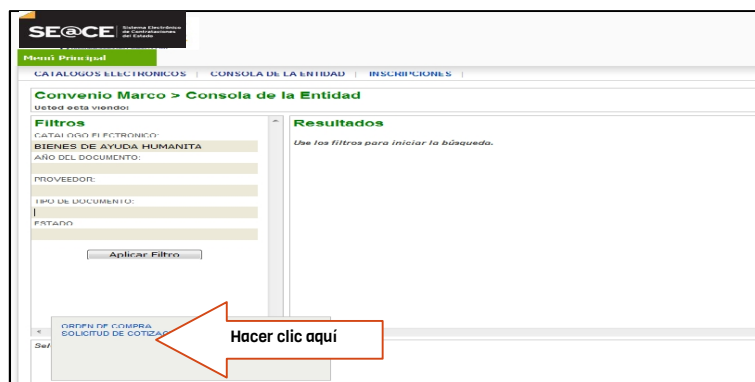 SE@CE Sistema Electrónico de Contrataciones del Estado
Menú Principal
CATALOGOS ELECTRONICOS | CONSOLA DE LA ENTIDAD | INSCRIPCIONES |
Convenio Marco > Consola de la Entidad
Usted esta viendo:
Filtros
CATALOGO ELECTRONICO:
BIENES DE AYUDA HUMANITA
AÑO DEL DOCUMENTO:
PROVEEDOR:
TIPO DE DOCUMENTO:
ESTADO
Aplicar Filtro
Resultados
Use los filtros para iniciar la búsqueda.
ORDEN DE COMPRA
SOLICITUD DE COTIZAC
Hacer clic aquí
Sel